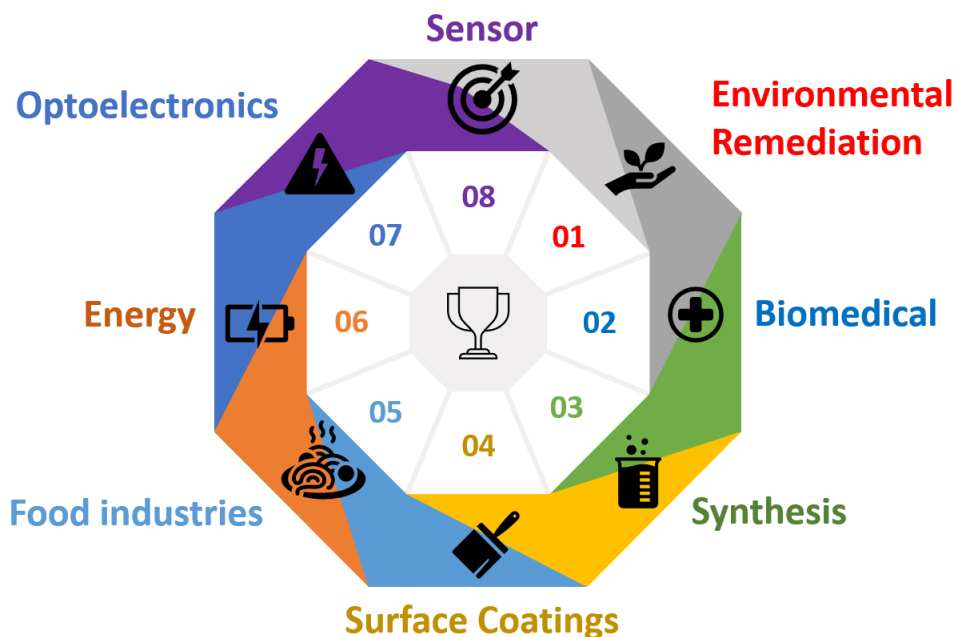 Sensor
Optoelectronics
Environmental
Remediation
08
07
01
Energy
06
02
Biomedical
05
03
04
Food industries
Synthesis
Surface Coatings